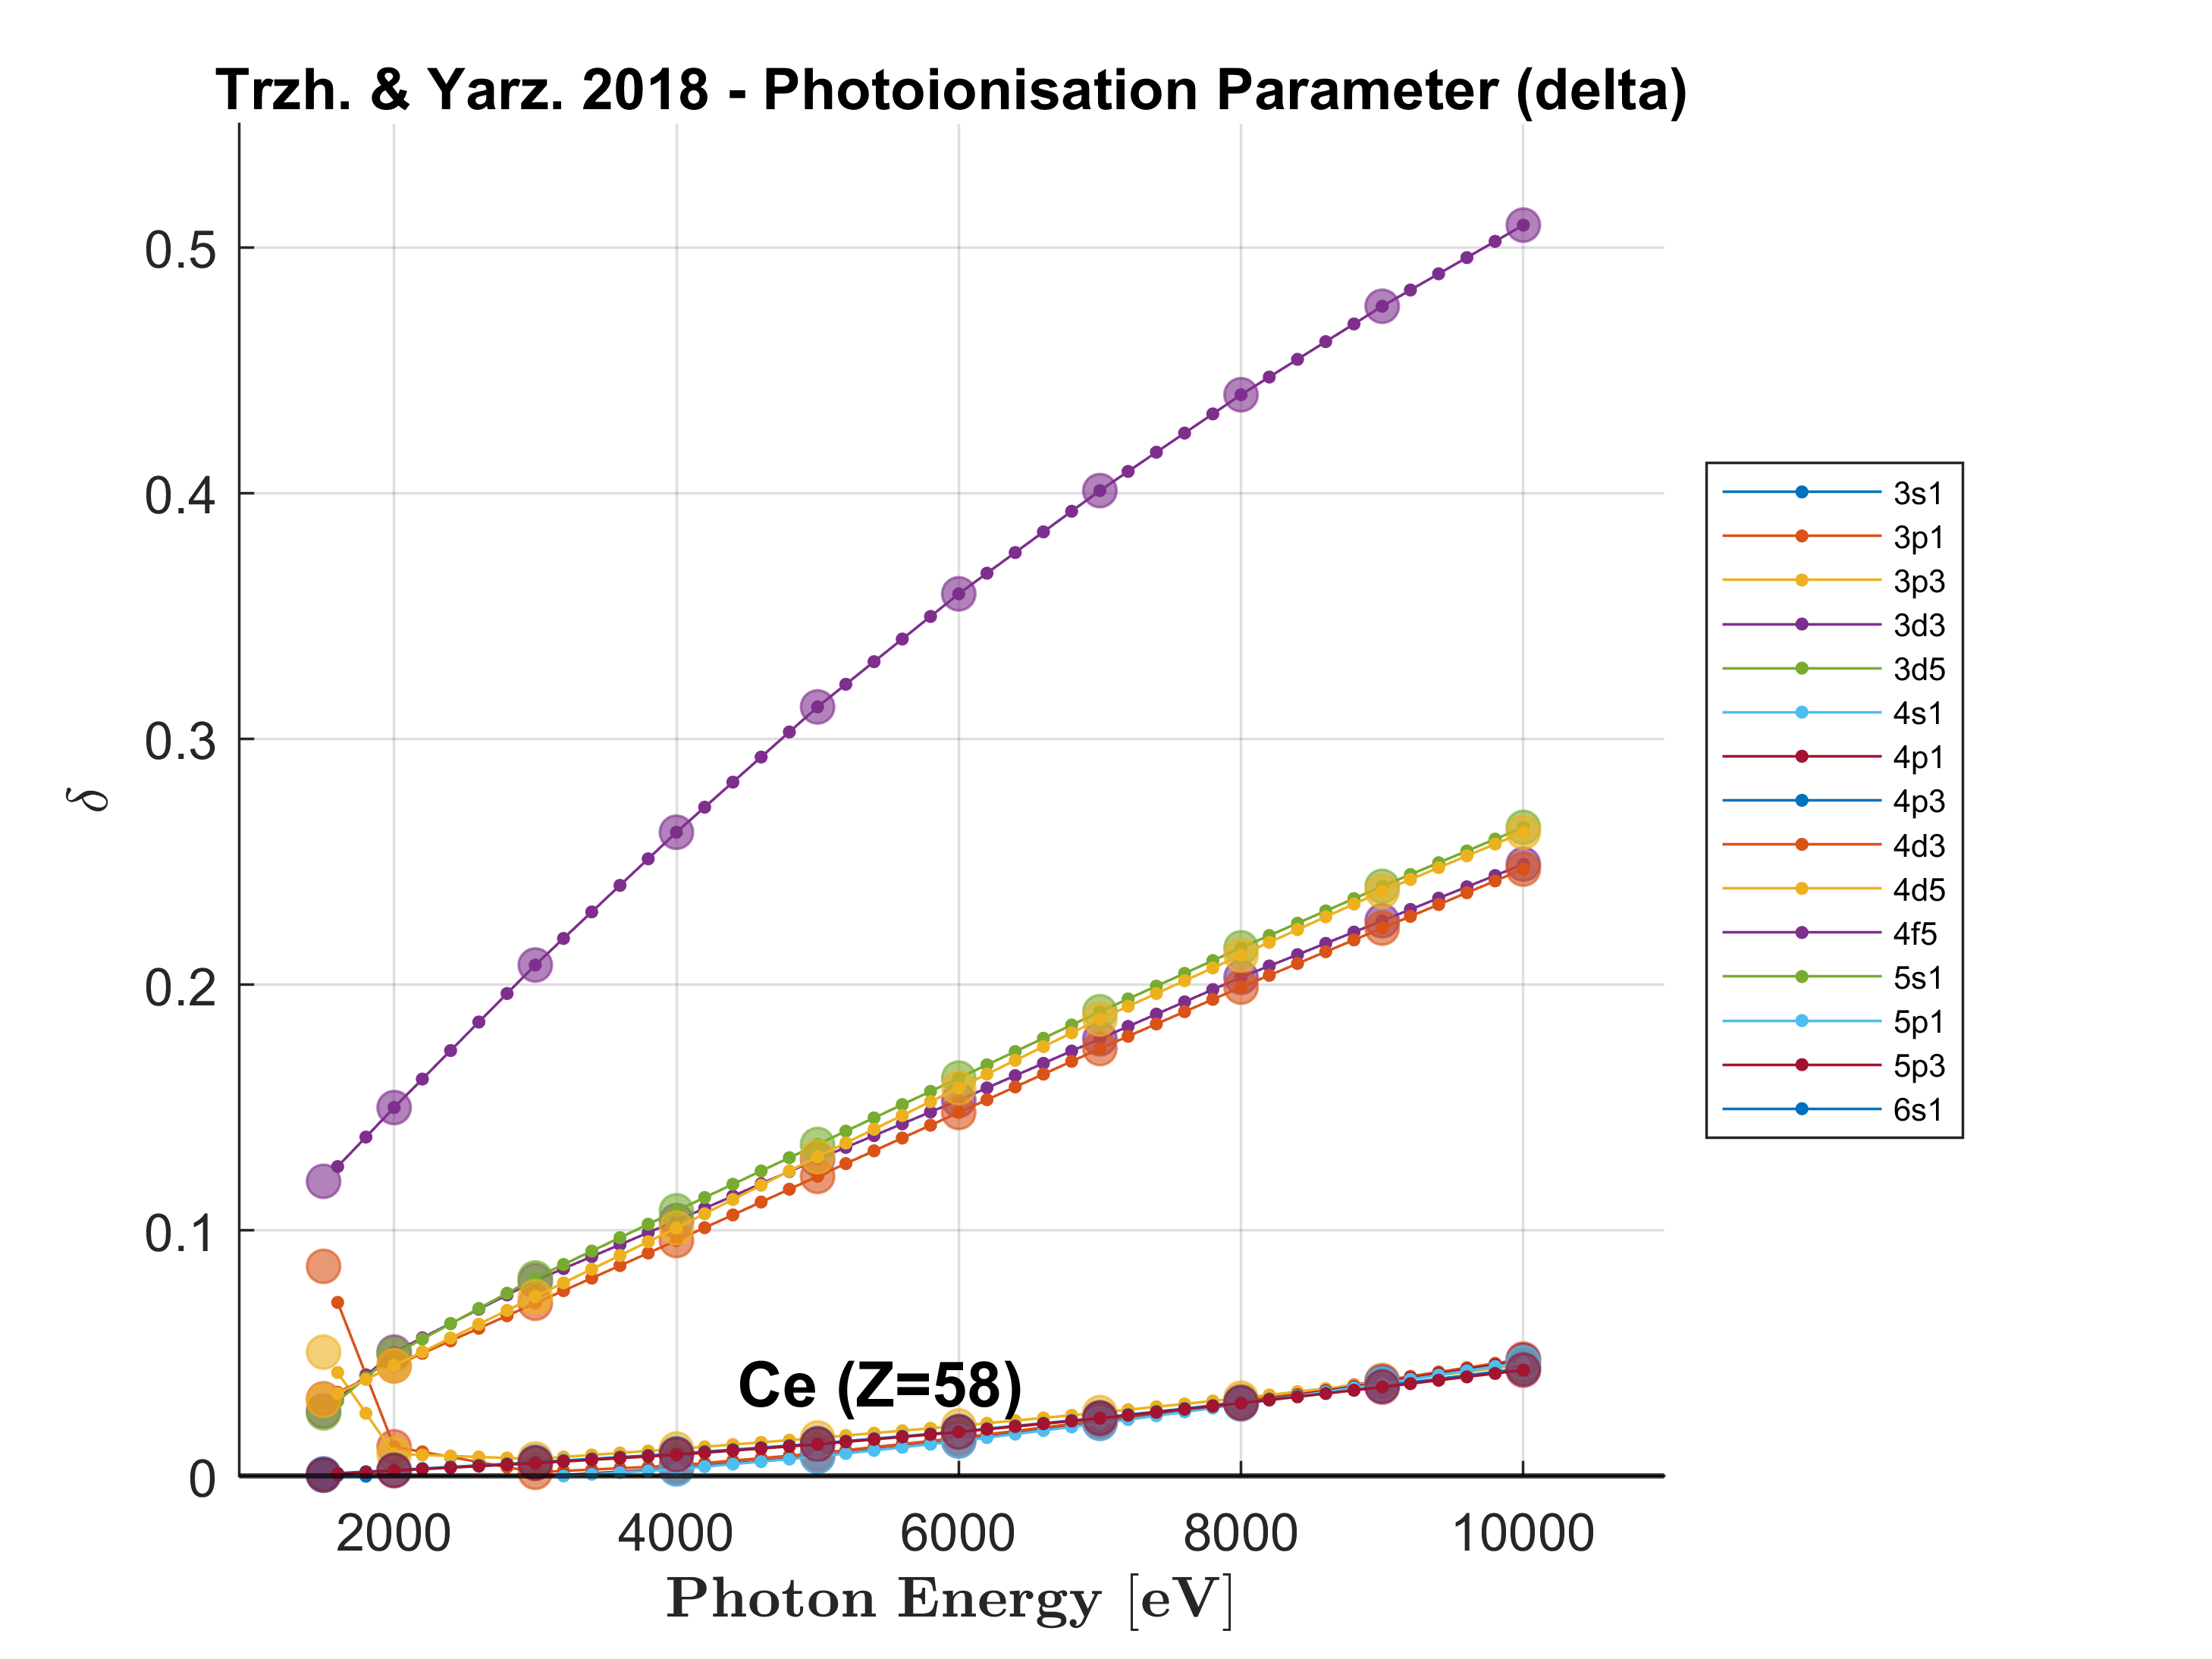 Trzh. & Yarz. 2018 - Photoionisation Parameter (delta)
0.5
0.4
0.3
0.2
0.1
0
δ
Ce (Z=58)
2000 4000 6000 8000 10000
Photon Energy [eV]
3s1
3p1
3p3
3d3
3d5
4s1
4p1
4p3
4d3
4d5
4f5
5s1
5p1
5p3
6s1